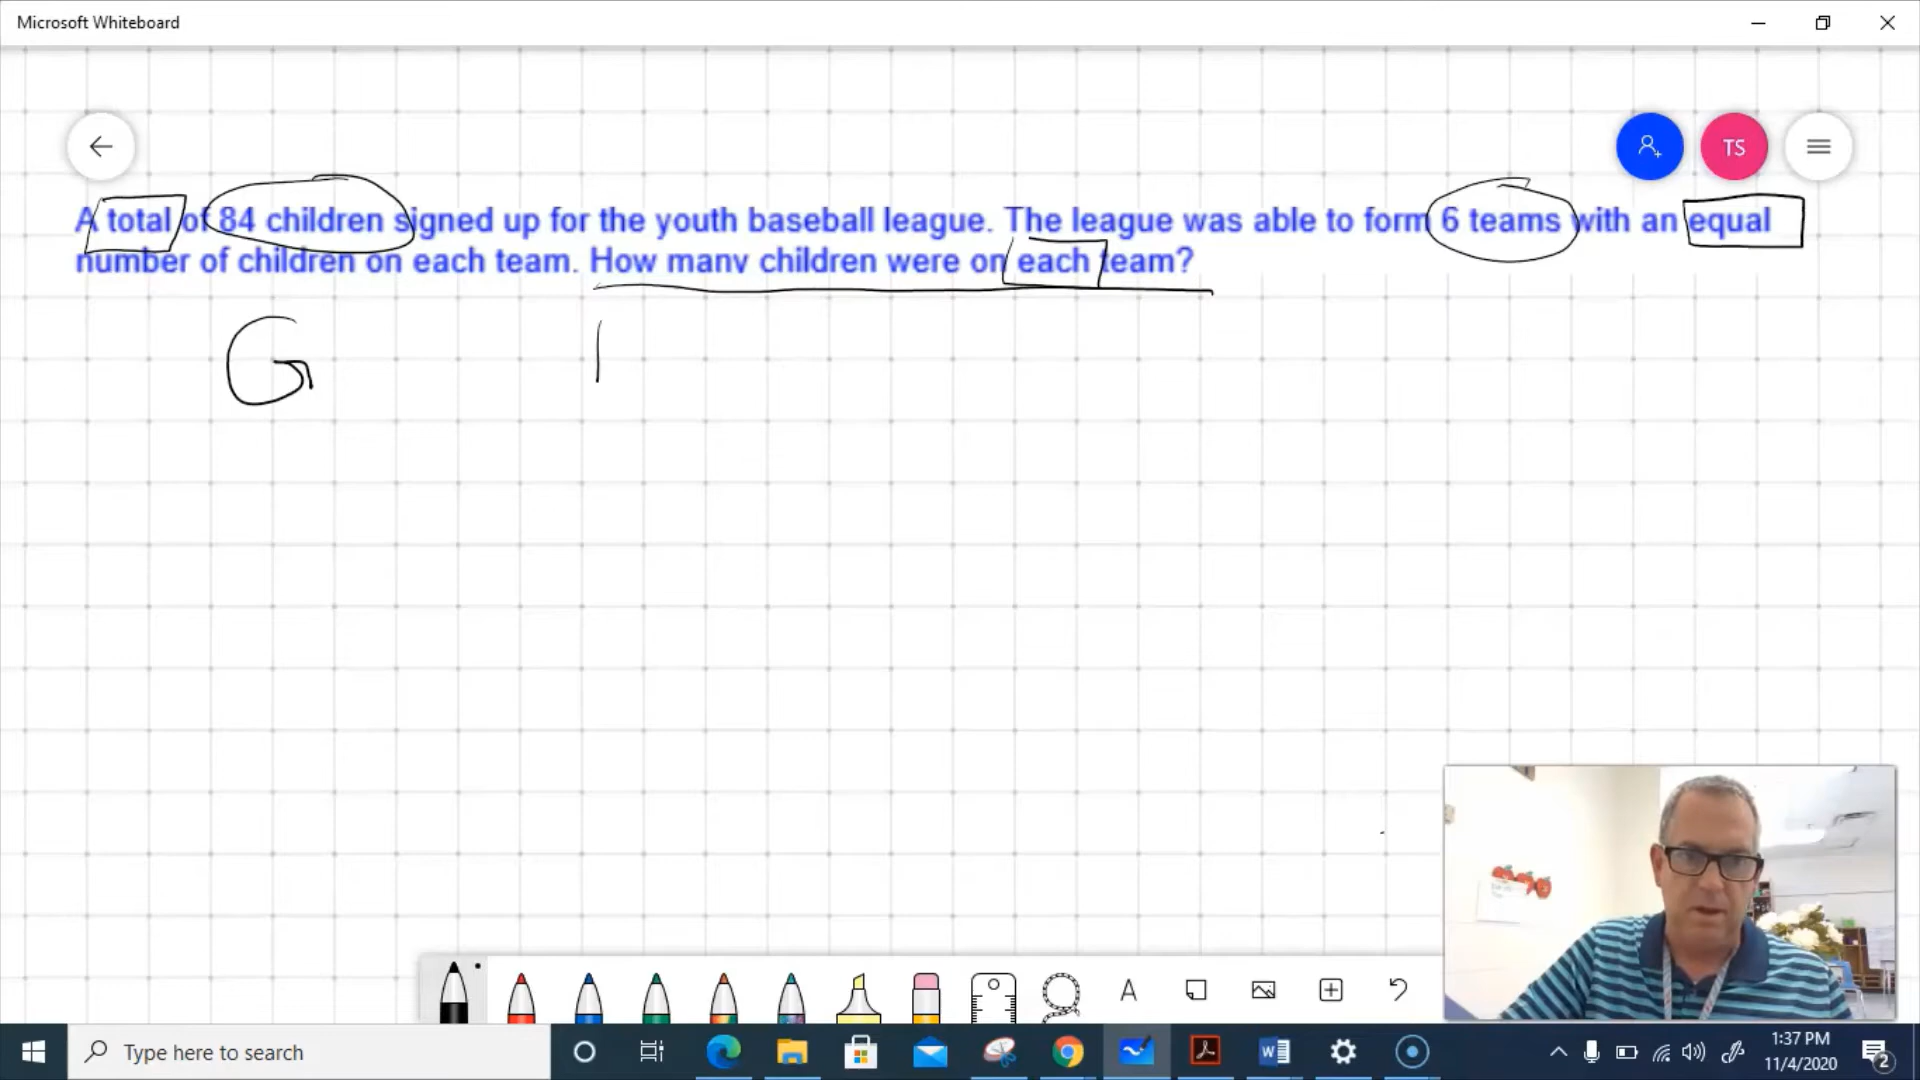 Microsoft Whiteboard
TS
A total of 84 children signed up for the youth baseball league. The league was able to form 6 teams with an equal
number of children on each team. How many children were on each team?
G I
A
Type here to search
1:37 PM
11/4/2020
2